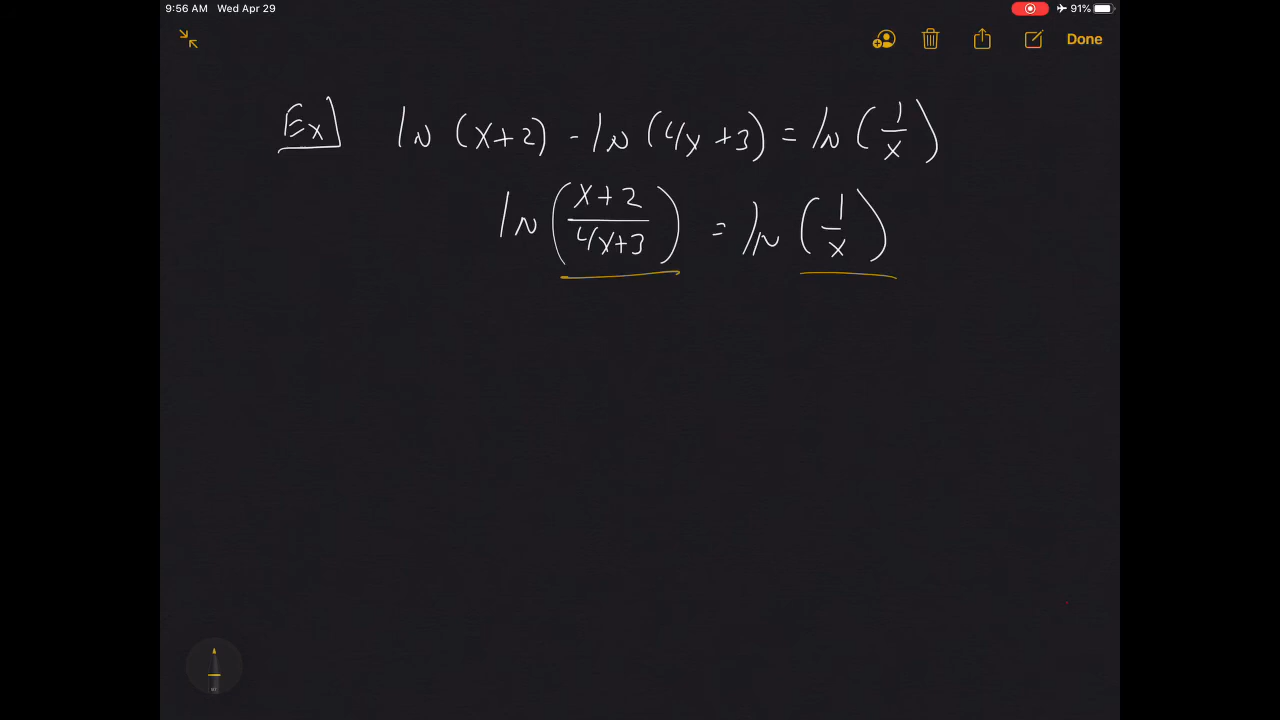 9:56 AM Wed Apr 29 91%
Done
Ex] ln (x+2) - ln (4x+3) = ln (1/x)
ln (x+2/4x+3) = ln (1/x)